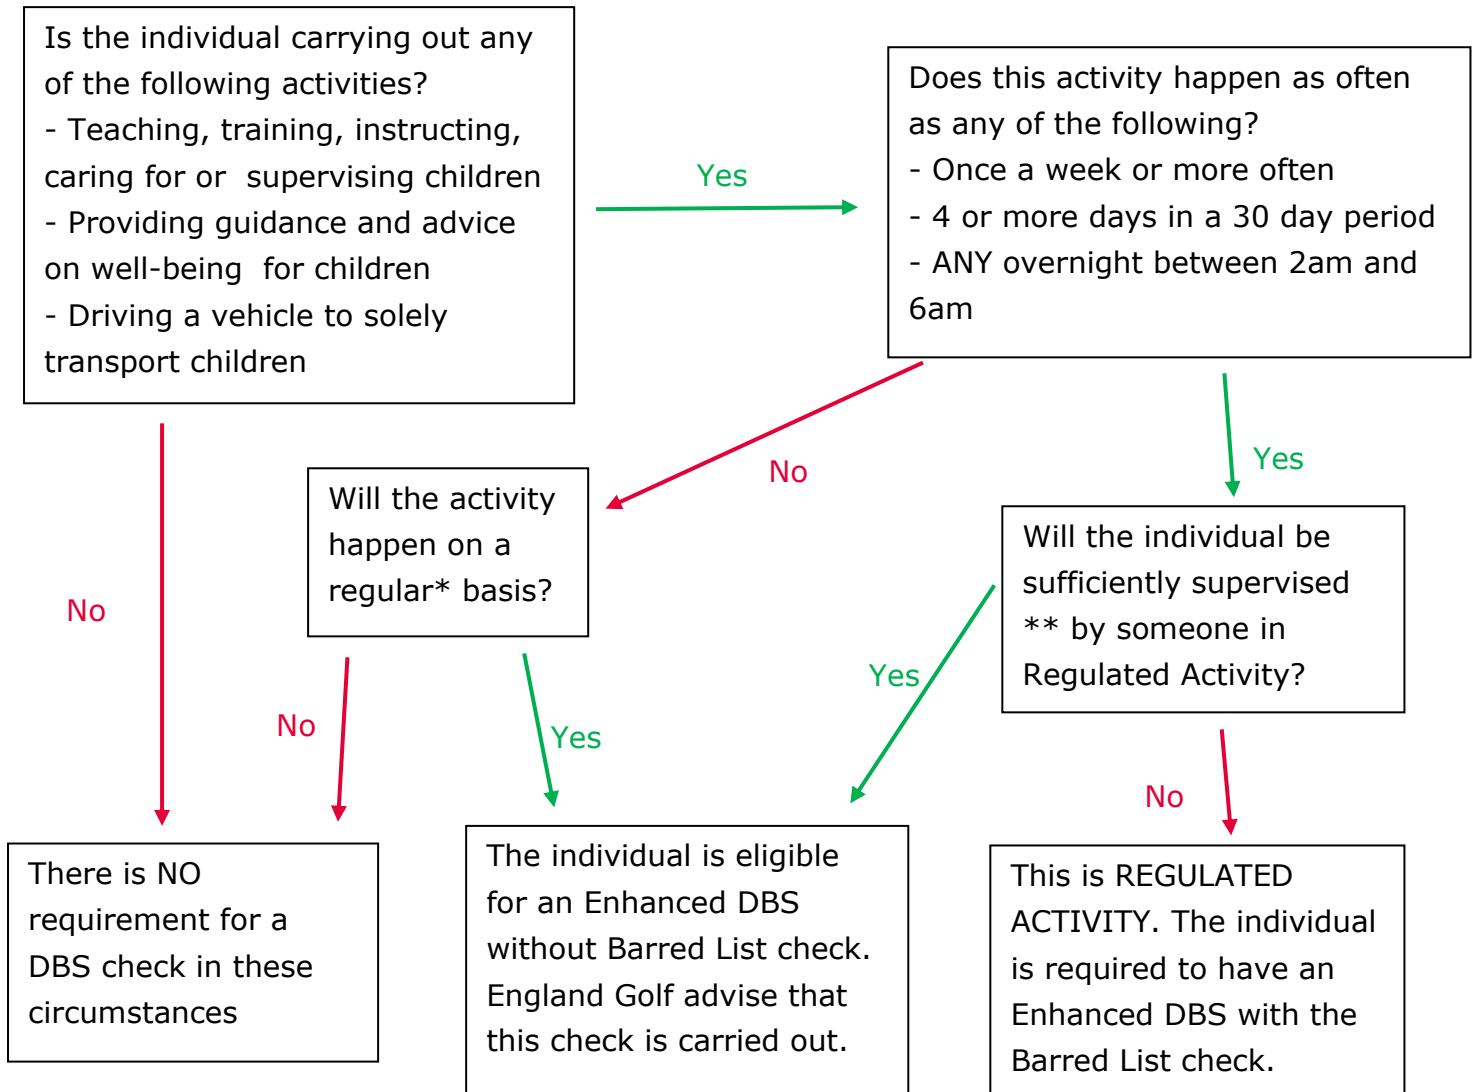 Is the individual carrying out any
of the following activities?
- Teaching, training, instructing,
caring for or  supervising children
- Providing guidance and advice
on well-being  for children
- Driving a vehicle to solely
transport children
Yes
Does this activity happen as often
as any of the following?
- Once a week or more often
- 4 or more days in a 30 day period
- ANY overnight between 2am and
6am
No
No
Yes
Will the activity
happen on a
regular* basis?
Will the individual be
sufficiently supervised
** by someone in
Regulated Activity?
No
Yes
Yes
No
There is NO
requirement for a
DBS check in these
circumstances
The individual is eligible
for an Enhanced DBS
without Barred List check.
England Golf advise that
this check is carried out.
This is REGULATED
ACTIVITY. The individual
is required to have an
Enhanced DBS with the
Barred List check.